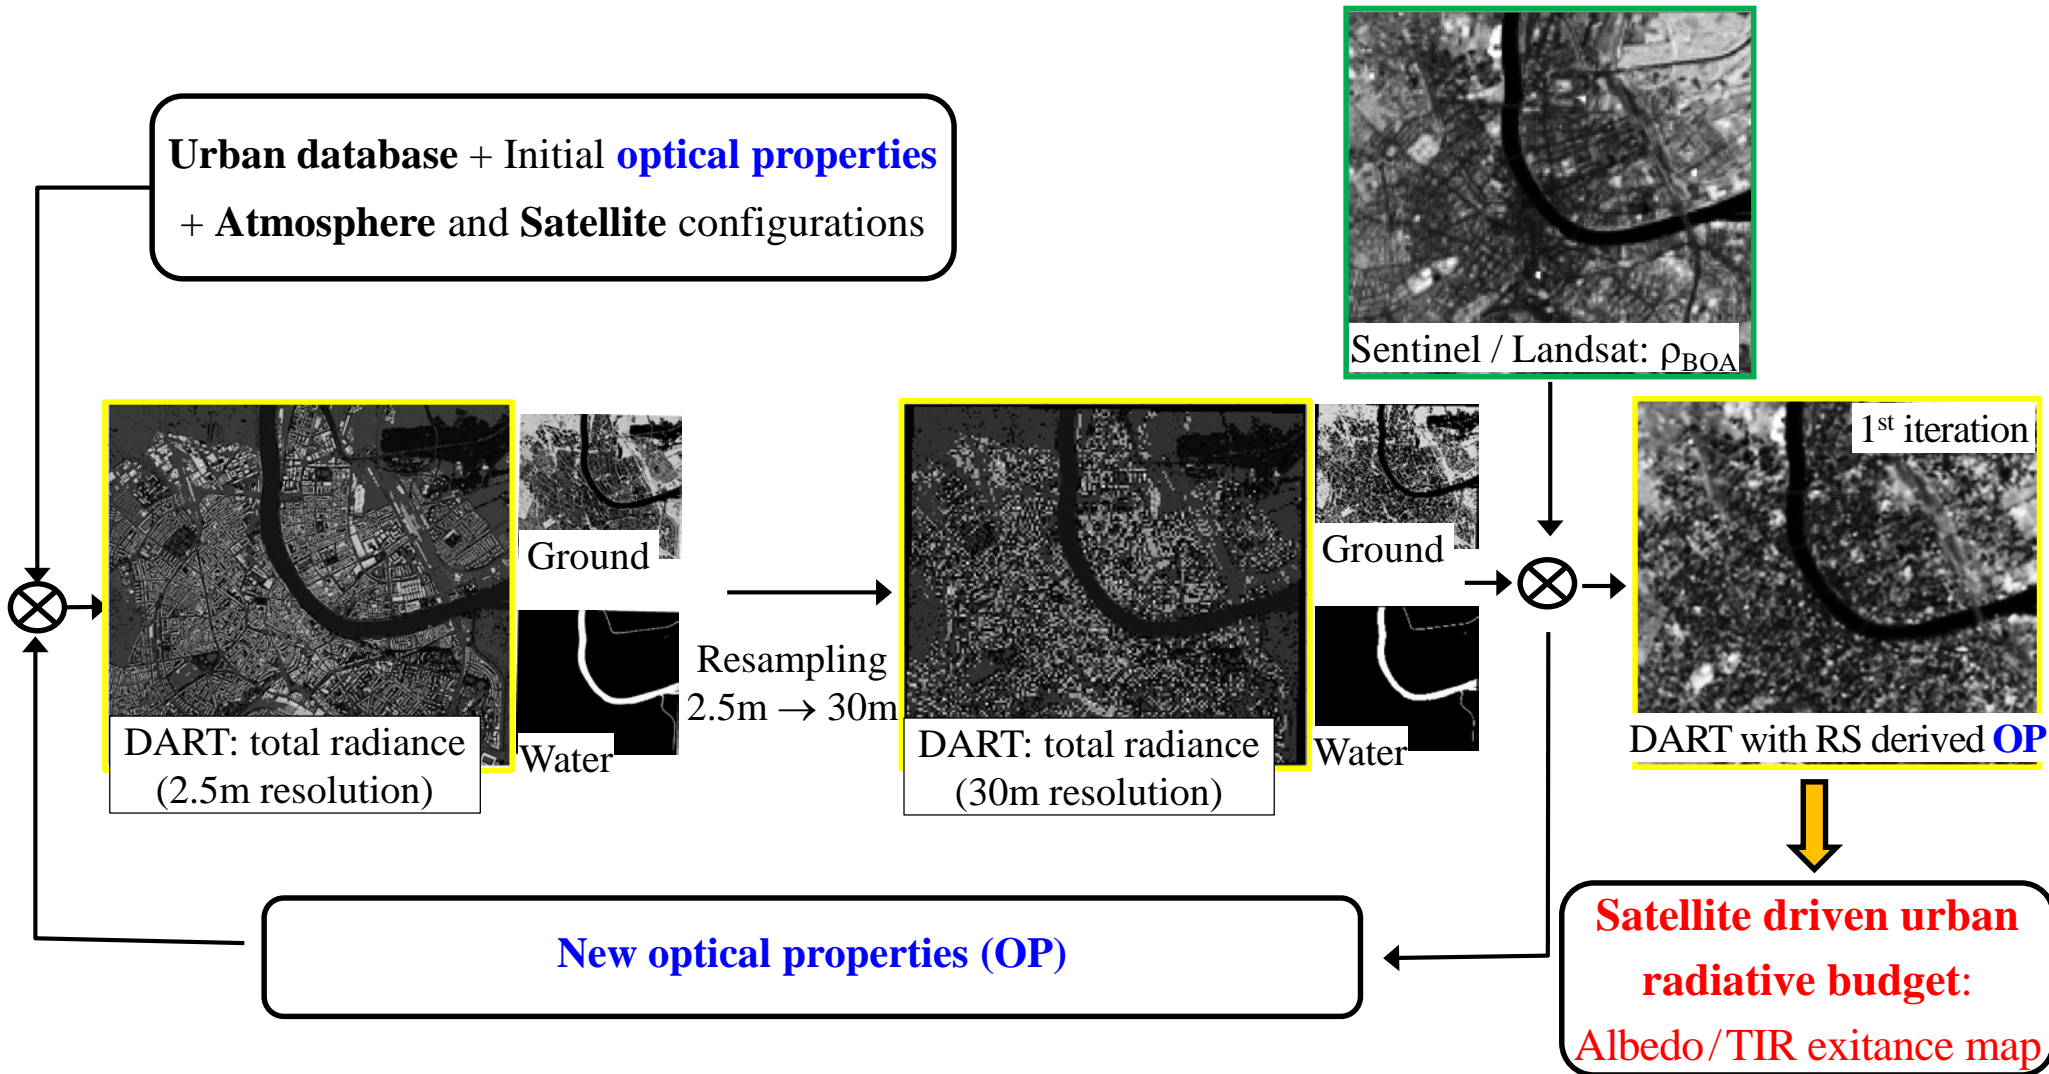 Urban database + Initial optical properties
+ Atmosphere and Satellite configurations
Sentinel / Landsat: ρBOA
1st iteration
Ground
Ground
Resampling
2.5m → 30m
DART: total radiance
(2.5m resolution)
Water
DART: total radiance
(30m resolution)
Water
DART with RS derived OP
New optical properties (OP)
Satellite driven urban
radiative budget:
Albedo / TIR exitance map